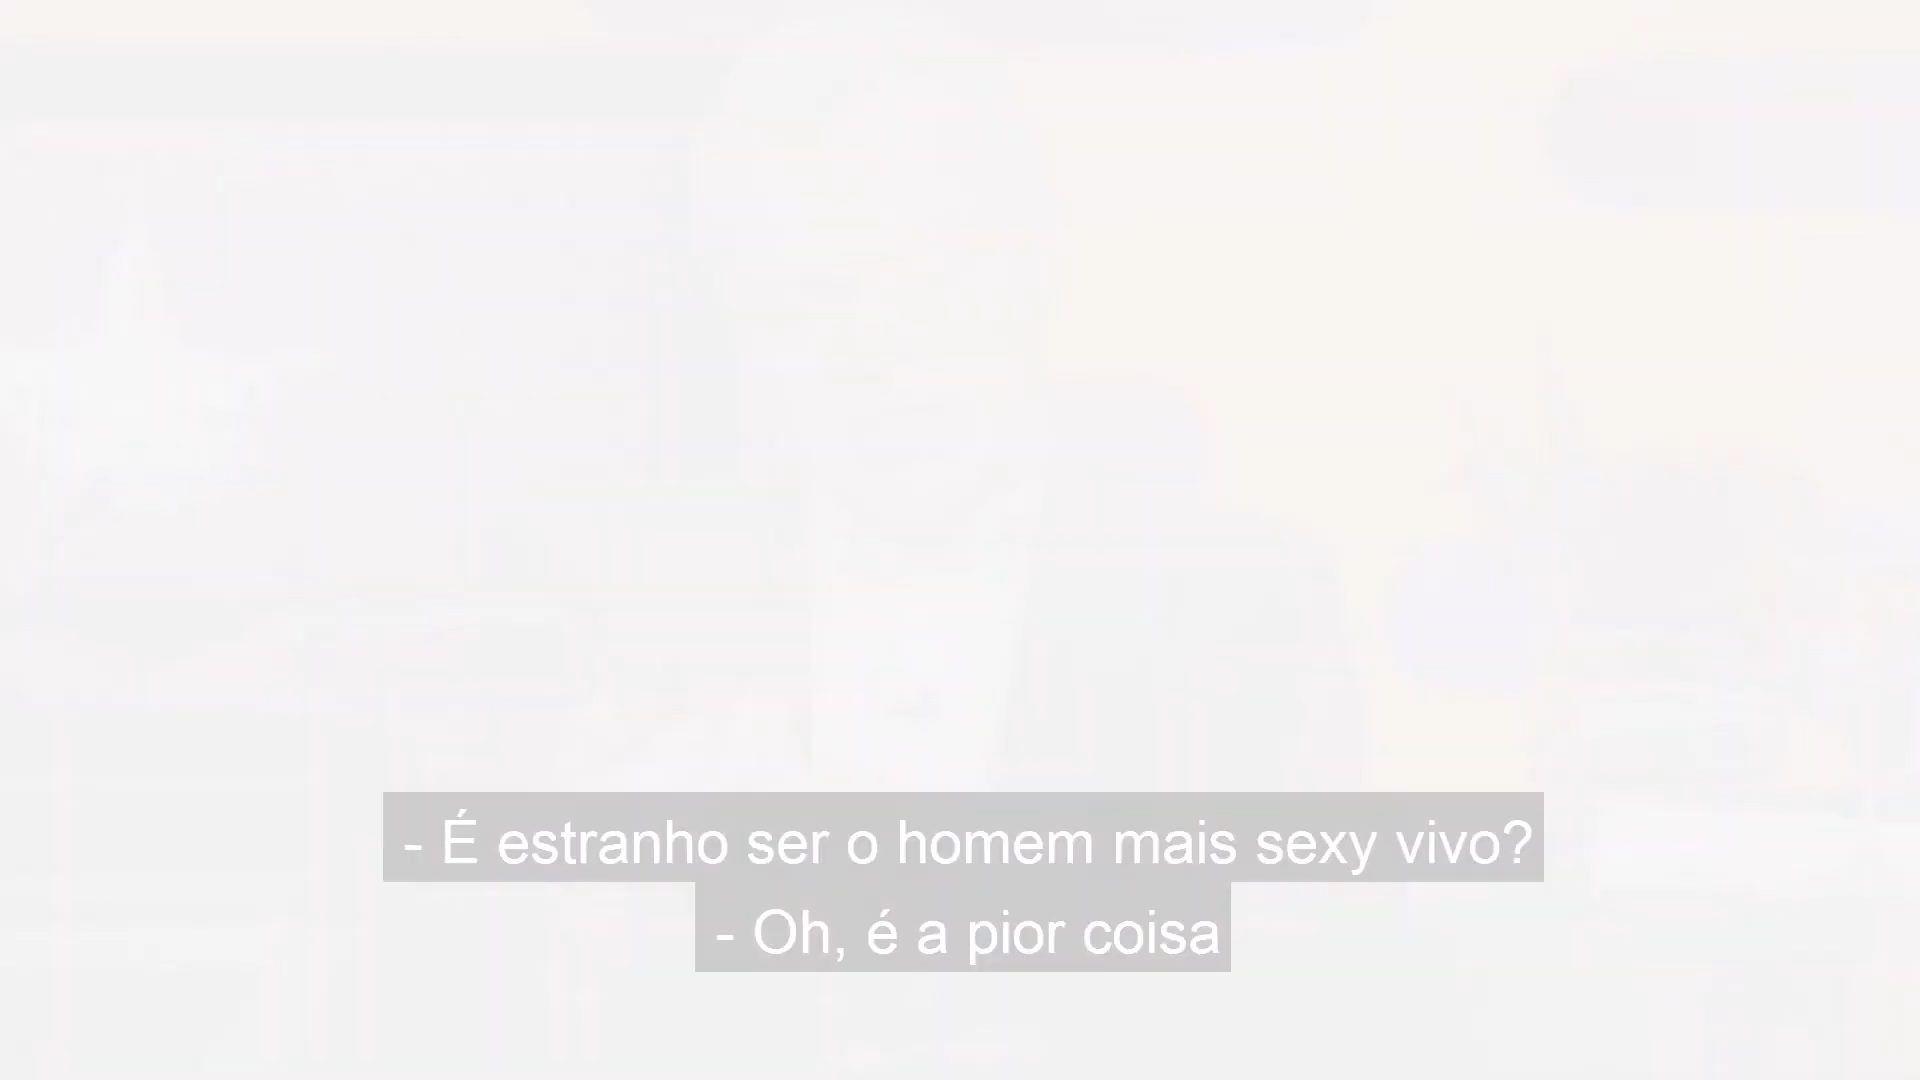 - É estranho ser o homem mais sexy vivo?
- Oh, é a pior coisa